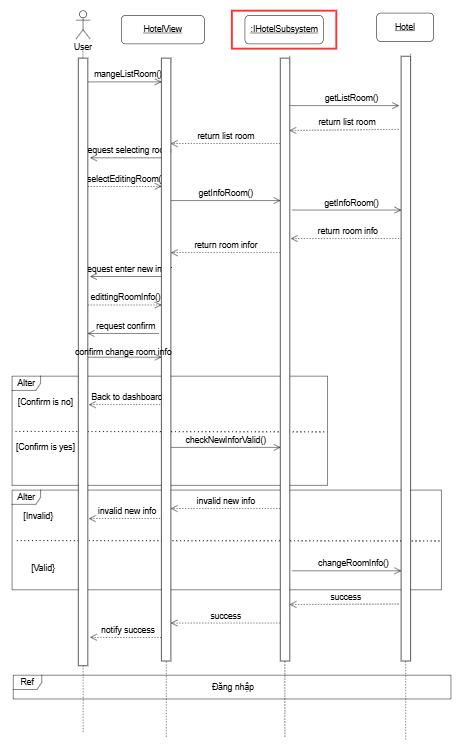 User
HotelView
:IHotelSubsystem
Hotel
mangeListRoom()
getListRoom()
return list room
return list room
equest selecting roo
selectEditingRoom(
getInfoRoom()
getInfoRoom()
return room info
return room infor
equest enter new infor
edittingRoomInfo()
request confirm
confirm change room info
Alter
[Confirm is no]
Back to dashboard
[Confirm is yes]
checkNewInforValid()
Alter
[Invalid}
invalid new info
invalid new info
[Valid}
changeRoomInfo()
success
success
notify success
Ref
Đăng nhập